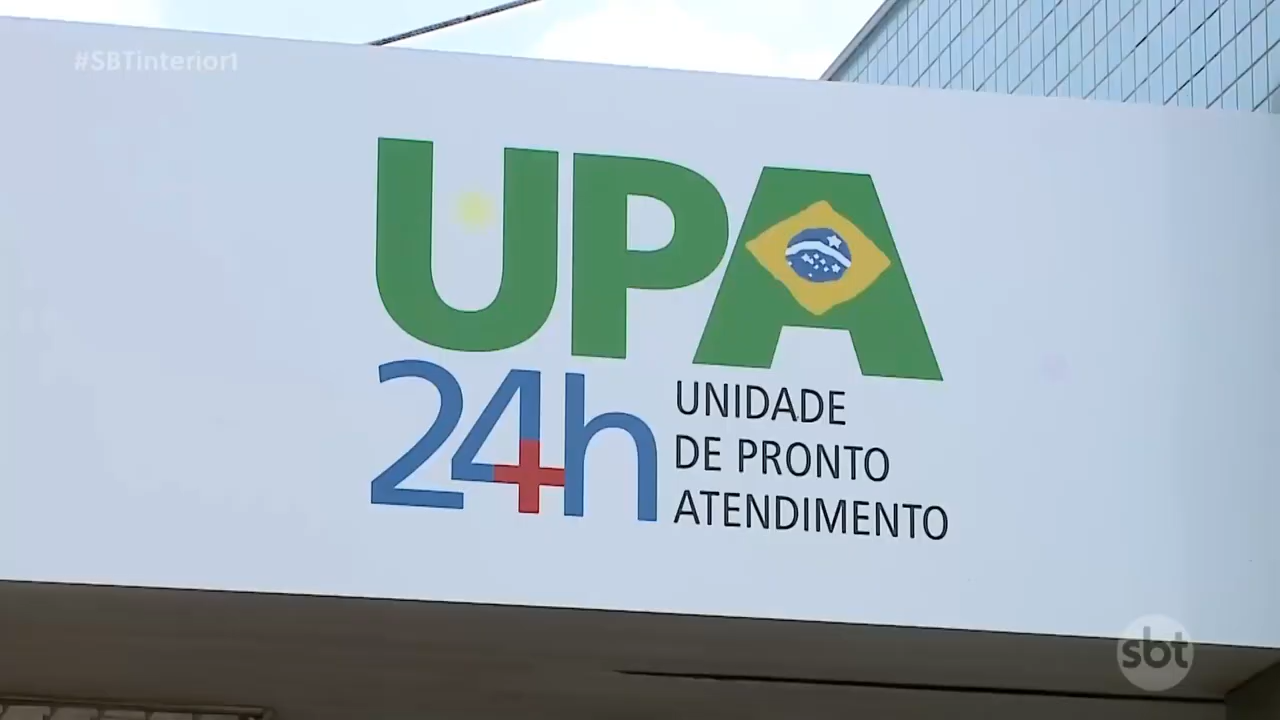 #SBTinterior1
UPA
24h
UNIDADE
DE PRONTO
ATENDIMENTO
sbt